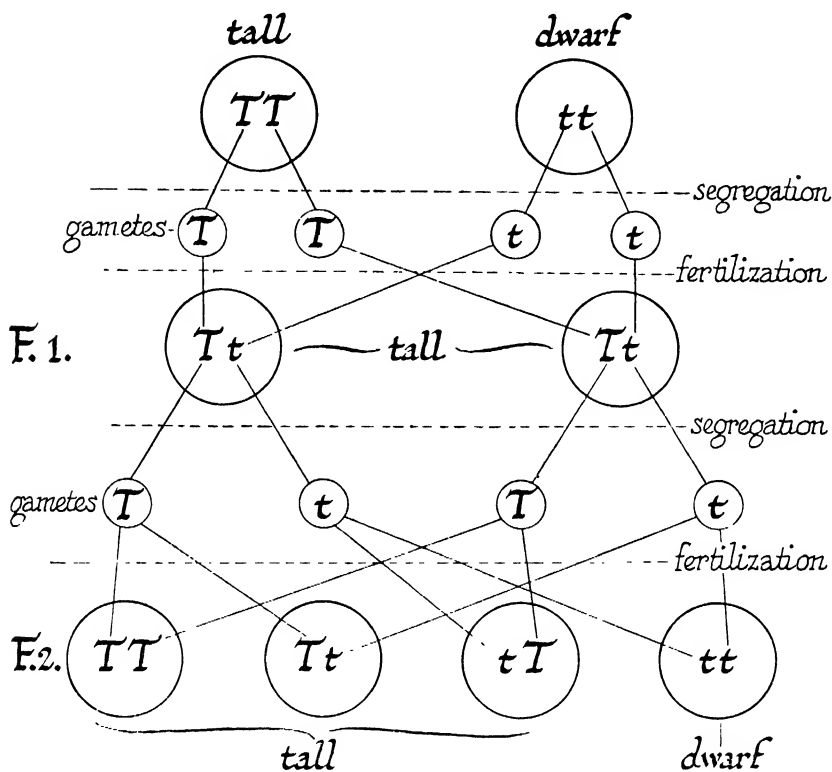 tall dwarf
TT tt
segregation
gametes T T t t
fertilization
F. 1. Tt tall Tt
segregation
gametes T t T t
fertilization
F.2. TT Tt tT tt
tall dwarf